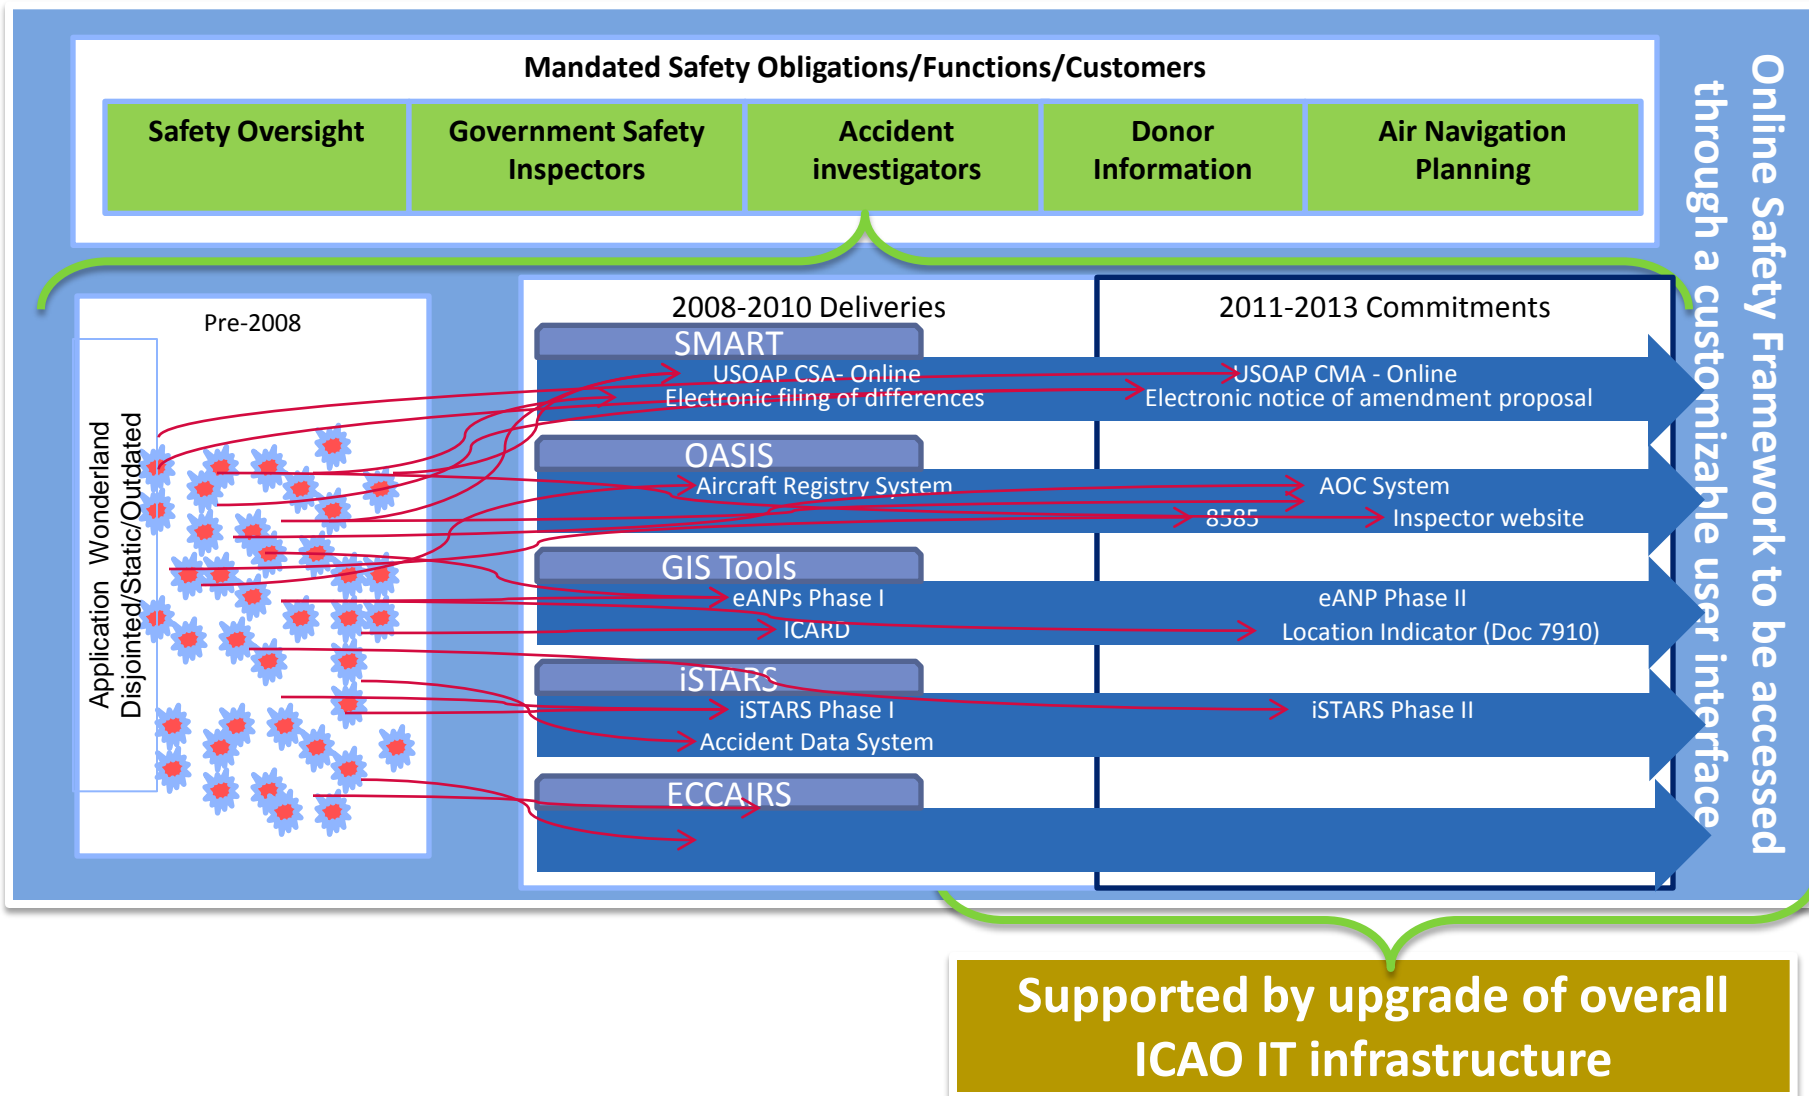 Mandated Safety Obligations/Functions/Customers
Safety Oversight
Government Safety
Inspectors
Accident
investigators
Donor
Information
Air Navigation
Planning
Online Safety Framework to be accessed
through a customizable user interface
Pre-2008
Application Wonderland
Disjointed/Static/Outdated
2008-2010 Deliveries
2011-2013 Commitments
SMART
USOAP CSA- Online
USOAP CMA - Online
Electronic filing of differences
Electronic notice of amendment proposal
OASIS
Aircraft Registry System
AOC System
8585
Inspector website
GIS Tools
eANPs Phase I
eANP Phase II
ICARD
Location Indicator (Doc 7910)
iSTARS
iSTARS Phase I
iSTARS Phase II
Accident Data System
ECCAIRS
Supported by upgrade of overall
ICAO IT infrastructure